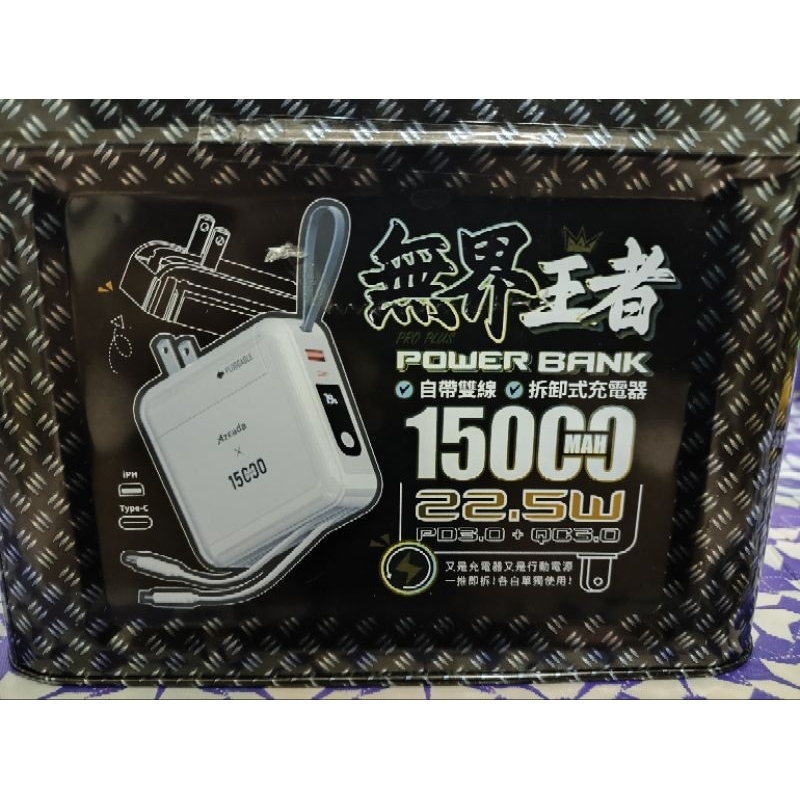 無界王者
PRO PLUS
POWER BANK
自帶雙線 拆卸式充電器
15000
MAH
22.5W
PD3.0 + QC3.0
又是充電器又是行動電源
一推即拆!各自單獨使用!
PLUGGABLE
Azeada
×
15000
iPH
Type-C